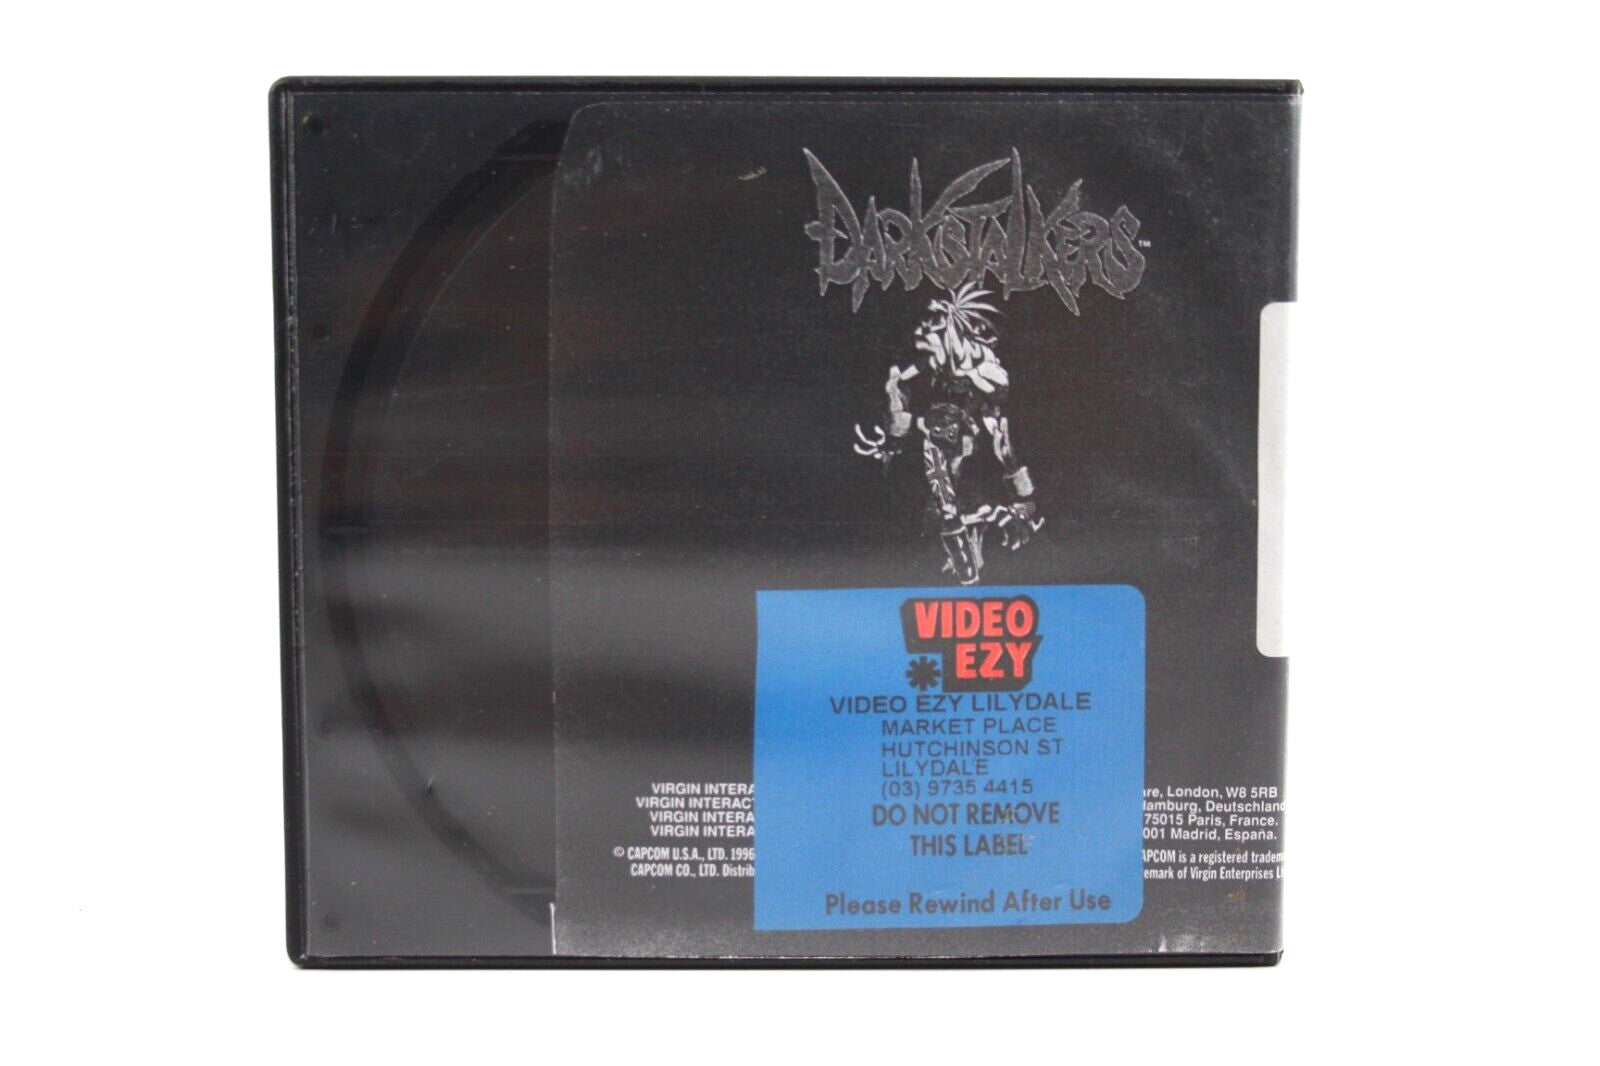 DARKSTALKERS™
VIDEO
EZY
VIDEO EZY LILYDALE
MARKET PLACE
HUTCHINSON ST
LILYDALE
(03) 9735 4415
DO NOT REMOVE
THIS LABEL
Please Rewind After Use
VIRGIN INTERA are, London, W8 5RB
VIRGIN INTERACT Hamburg, Deutschland
VIRGIN INTERA 75015 Paris, France.
VIRGIN INTERA 001 Madrid, España.
© CAPCOM U.S.A., LTD. 1996 APCOM is a registered tradem
CAPCOM CO., LTD. Distrib emark of Virgin Enterprises L